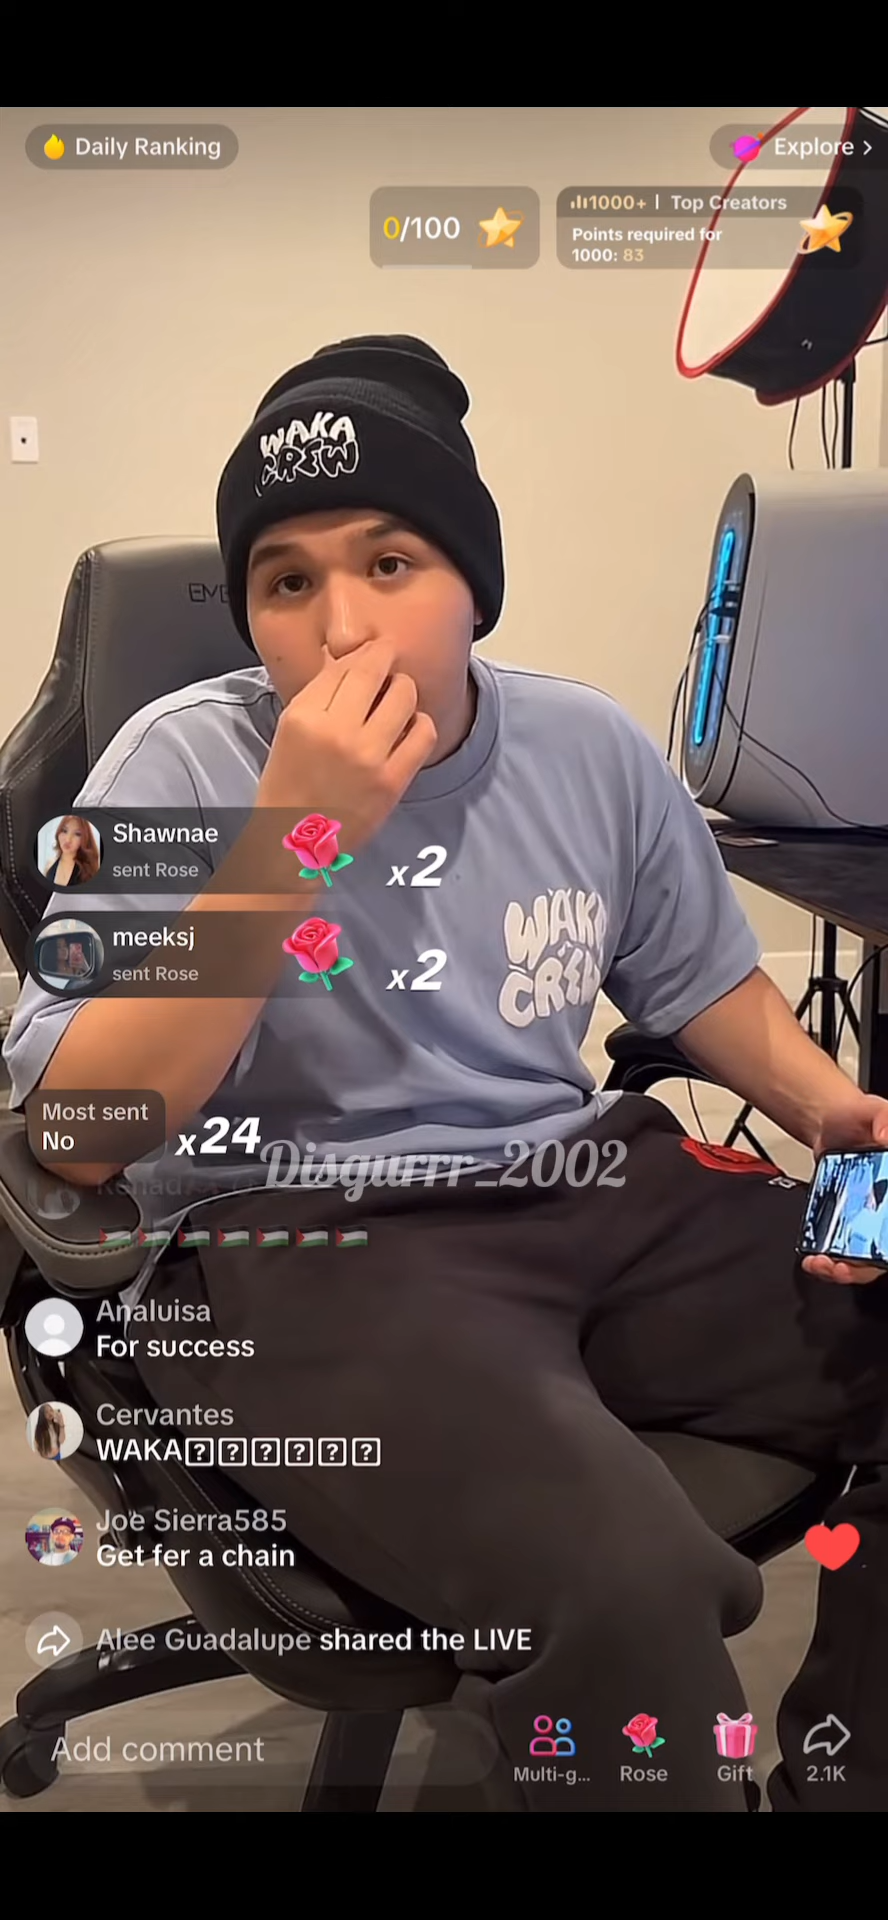 Daily Ranking
Explore >
0/100
1000+ | Top Creators
Points required for
1000: 83
WAKA
CREW
Shawnae
sent Rose
x2
meeksj
sent Rose
x2
WAKA
CREW
Most sent
No
x24
Disgurrr_2002
Analuisa
For success
Cervantes
WAKA
Joe Sierra585
Get fer a chain
Alee Guadalupe shared the LIVE
Add comment
Multi-g...
Rose
Gift
2.1K